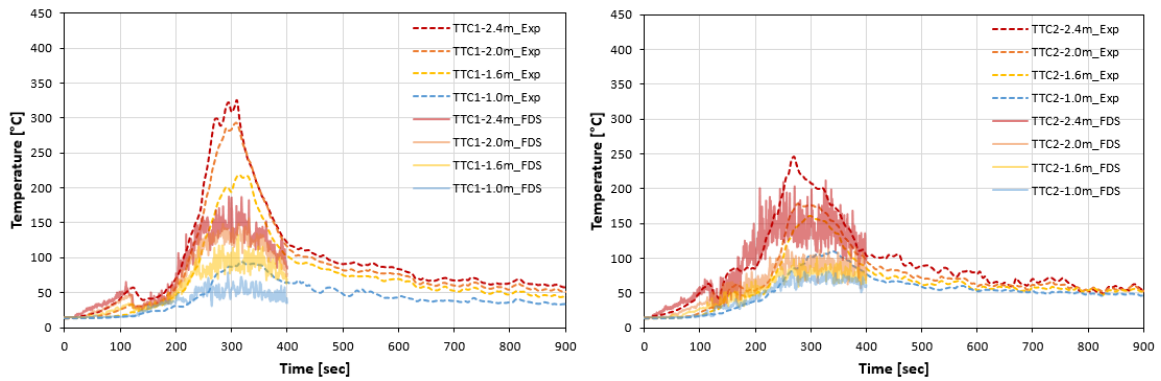 450
400
350
300
250
200
150
100
50
0
Temperature [°C]
TTC1-2.4m_Exp
TTC1-2.0m_Exp
TTC1-1.6m_Exp
TTC1-1.0m_Exp
TTC1-2.4m_FDS
TTC1-2.0m_FDS
TTC1-1.6m_FDS
TTC1-1.0m_FDS
0 100 200 300 400 500 600 700 800 900
Time [sec]
450
400
350
300
250
200
150
100
50
0
Temperature [°C]
TTC2-2.4m_Exp
TTC2-2.0m_Exp
TTC2-1.6m_Exp
TTC2-1.0m_Exp
TTC2-2.4m_FDS
TTC2-2.0m_FDS
TTC2-1.6m_FDS
TTC2-1.0m_FDS
0 100 200 300 400 500 600 700 800 900
Time [sec]